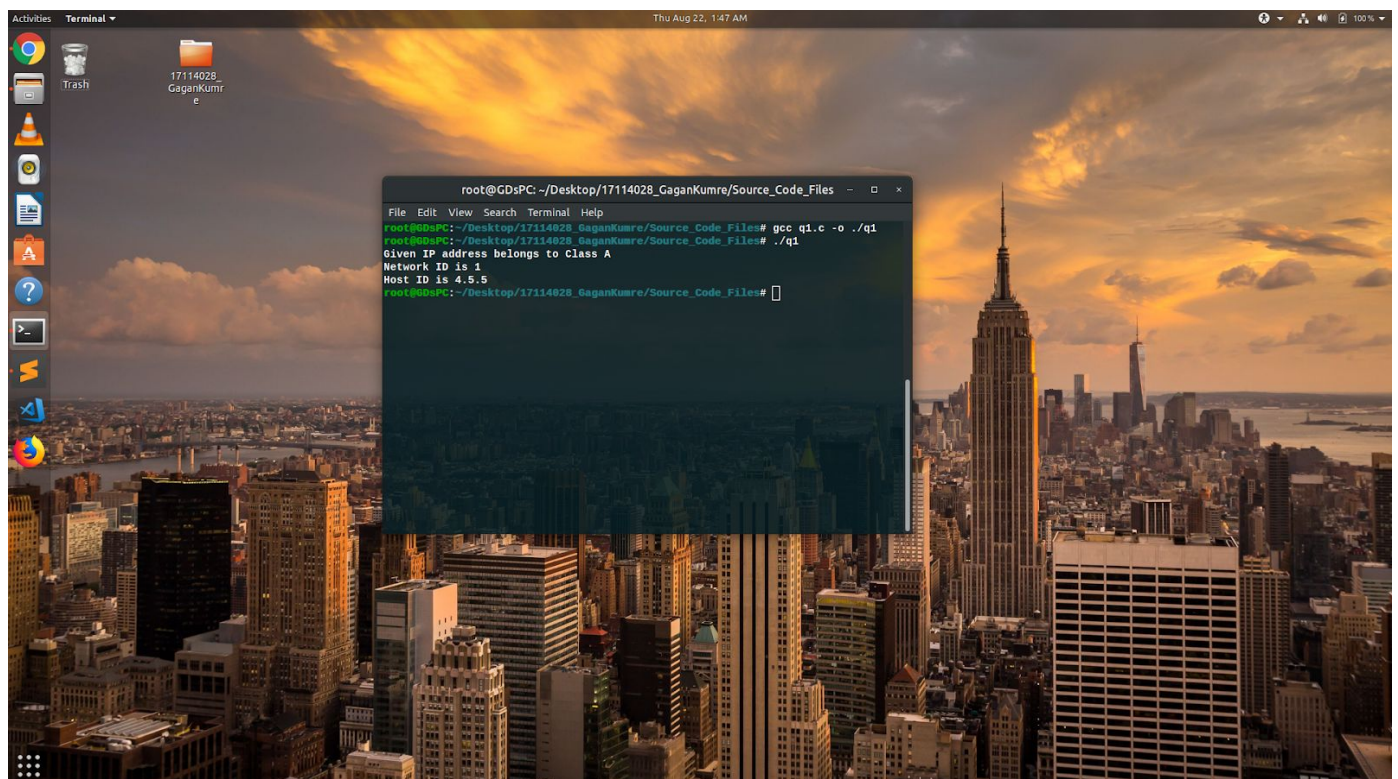 Activities Terminal Thu Aug 22, 1:47 AM 100 %
Trash
17114028_
GaganKumr
e
root@GDsPC: ~/Desktop/17114028_GaganKumre/Source_Code_Files
File Edit View Search Terminal Help
root@GDsPC:~/Desktop/17114028_GaganKumre/Source_Code_Files# gcc q1.c -o ./q1
root@GDsPC:~/Desktop/17114028_GaganKumre/Source_Code_Files# ./q1
Given IP address belongs to Class A
Network ID is 1
Host ID is 4.5.5
root@GDsPC:~/Desktop/17114028_GaganKumre/Source_Code_Files#